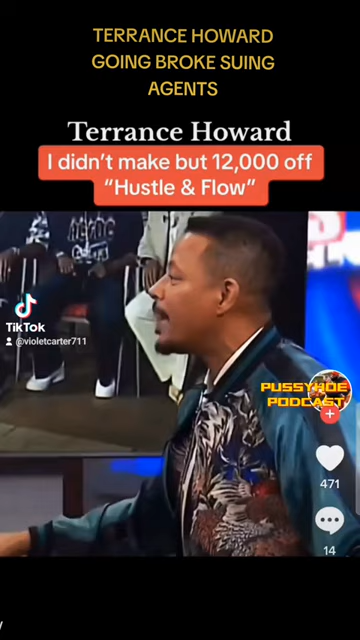 TERRANCE HOWARD
GOING BROKE SUING
AGENTS
Terrance Howard
I didn't make but 12,000 off
"Hustle & Flow"
TikTok
@violetcarter711
PUSSYHOE
PODCAST
471
14